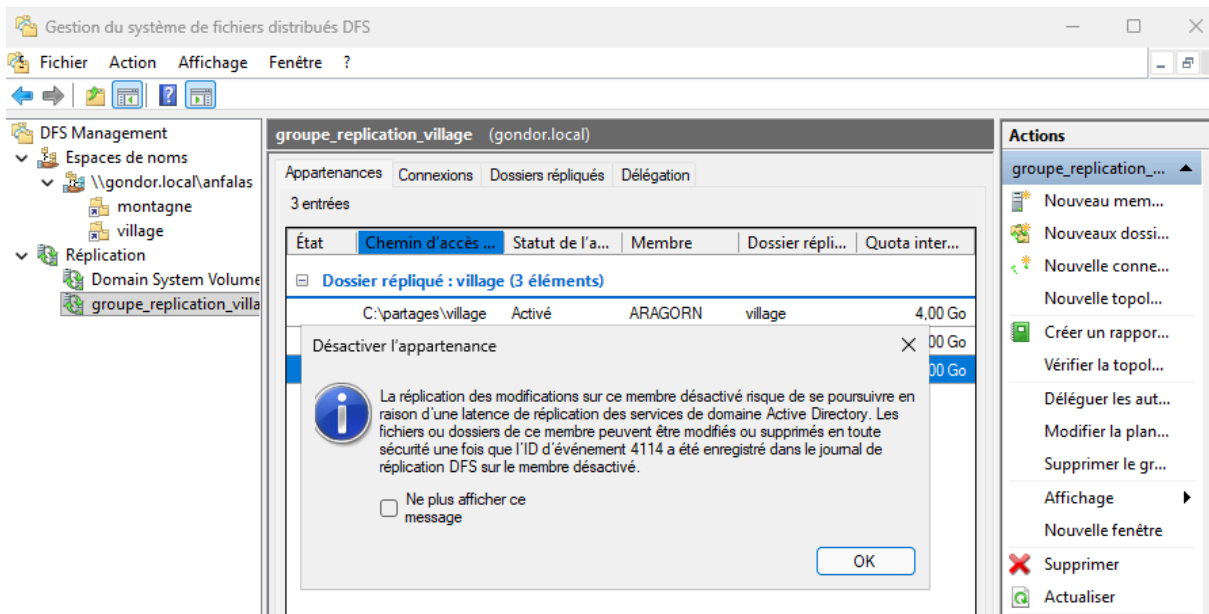 Gestion du système de fichiers distribués DFS
Fichier Action Affichage Fenêtre ?
DFS Management
Espaces de noms
\\gondor.local\anfalas
montagne
village
Réplication
Domain System Volume
groupe_replication_villa
groupe_replication_village (gondor.local)
Appartenances Connexions Dossiers répliqués Délégation
3 entrées
État Chemin d'accès ... Statut de l'a... Membre Dossier répli... Quota inter...
Dossier répliqué : village (3 éléments)
C:\partages\village Activé ARAGORN village 4,00 Go
00 Go
00 Go
Désactiver l'appartenance
La réplication des modifications sur ce membre désactivé risque de se poursuivre en
raison d'une latence de réplication des services de domaine Active Directory. Les
fichiers ou dossiers de ce membre peuvent être modifiés ou supprimés en toute
sécurité une fois que l'ID d'événement 4114 a été enregistré dans le journal de
réplication DFS sur le membre désactivé.
Ne plus afficher ce
message
OK
Actions
groupe_replication_...
Nouveau mem...
Nouveaux dossi...
Nouvelle conne...
Nouvelle topol...
Créer un rappor...
Vérifier la topol...
Déléguer les aut...
Modifier la plan...
Supprimer le gr...
Affichage
Nouvelle fenêtre
Supprimer
Actualiser